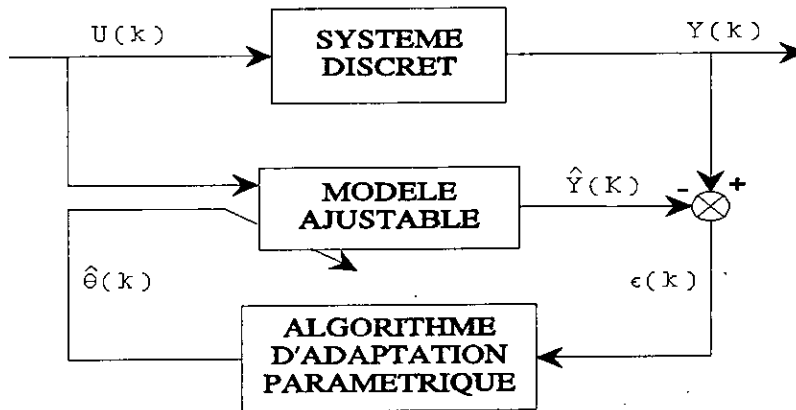 U(k)
SYSTEME
DISCRET
Y(k)
MODELE
AJUSTABLE
Ŷ(K)
-
+
θ̂(k)
ϵ(k)
ALGORITHME
D'ADAPTATION
PARAMETRIQUE